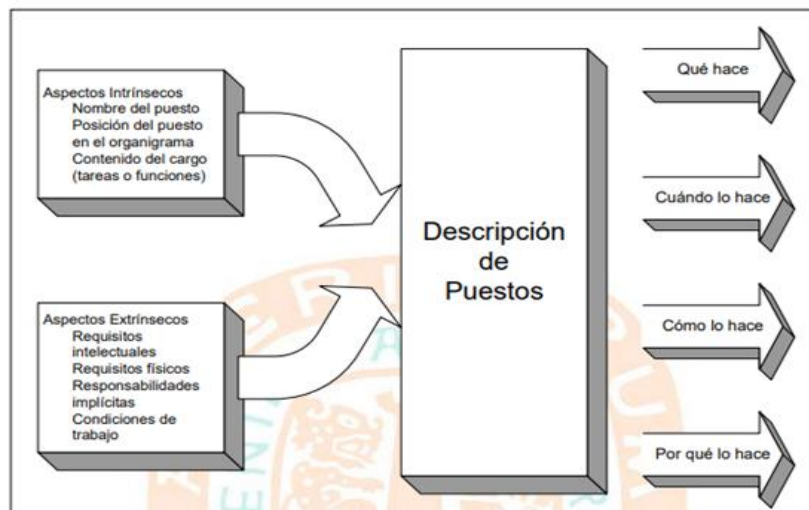 Aspectos Intrínsecos
Nombre del puesto
Posición del puesto
en el organigrama
Contenido del cargo
(tareas o funciones)
Aspectos Extrínsecos
Requisitos
intelectuales
Requisitos físicos
Responsabilidades
implícitas
Condiciones de
trabajo
Descripción
de
Puestos
Qué hace
Cuándo lo hace
Cómo lo hace
Por qué lo hace